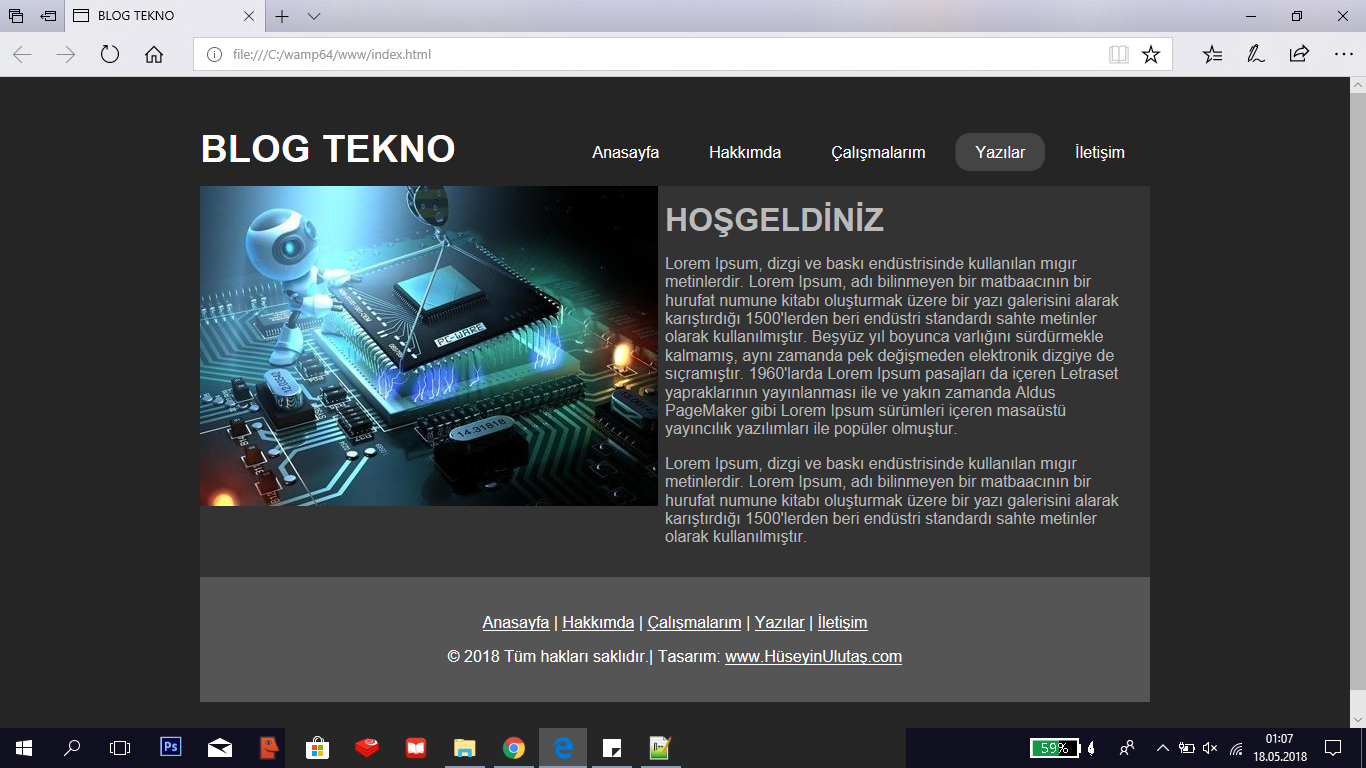 BLOG TEKNO
file:///C:/wamp64/www/index.html
BLOG TEKNO
Anasayfa Hakkımda Çalışmalarım Yazılar İletişim
HOŞGELDİNİZ
Lorem Ipsum, dizgi ve baskı endüstrisinde kullanılan mıgır
metinlerdir. Lorem Ipsum, adı bilinmeyen bir matbaacının bir
hurufat numune kitabı oluşturmak üzere bir yazı galerisini alarak
karıştırdığı 1500'lerden beri endüstri standardı sahte metinler
olarak kullanılmıştır. Beşyüz yıl boyunca varlığını sürdürmekle
kalmamış, aynı zamanda pek değişmeden elektronik dizgiye de
sıçramıştır. 1960'larda Lorem Ipsum pasajları da içeren Letraset
yapraklarının yayınlanması ile ve yakın zamanda Aldus
PageMaker gibi Lorem Ipsum sürümleri içeren masaüstü
yayıncılık yazılımları ile popüler olmuştur.
Lorem Ipsum, dizgi ve baskı endüstrisinde kullanılan mıgır
metinlerdir. Lorem Ipsum, adı bilinmeyen bir matbaacının bir
hurufat numune kitabı oluşturmak üzere bir yazı galerisini alarak
karıştırdığı 1500'lerden beri endüstri standardı sahte metinler
olarak kullanılmıştır.
PC-WARE
14.31818
Anasayfa | Hakkımda | Çalışmalarım | Yazılar | İletişim
© 2018 Tüm hakları saklıdır.| Tasarım: www.HüseyinUlutaş.com
Ps
59%
01:07
18.05.2018